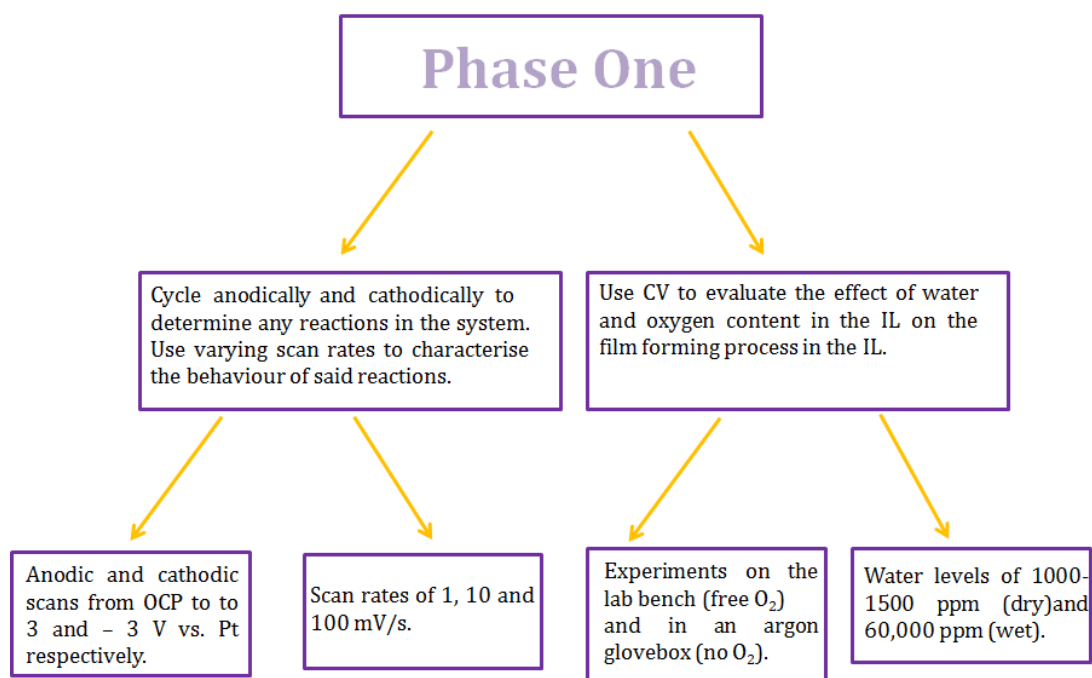 Phase One
Cycle anodically and cathodically to
determine any reactions in the system.
Use varying scan rates to characterise
the behaviour of said reactions.
Use CV to evaluate the effect of water
and oxygen content in the IL on the
film forming process in the IL.
Anodic and cathodic
scans from OCP to to
3 and – 3 V vs. Pt
respectively.
Scan rates of 1, 10 and
100 mV/s.
Experiments on the
lab bench (free O₂)
and in an argon
glovebox (no O₂).
Water levels of 1000-
1500 ppm (dry)and
60,000 ppm (wet).